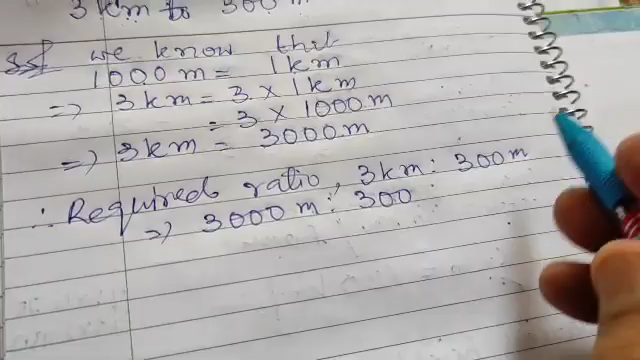 3 km to 300 m
Sol we know that
1000 m = 1 km
=> 3 km = 3 × 1 km
= 3 × 1000 m
=> 3 km = 3000 m
∴ Required ratio, 3 km : 300 m
=> 3000 m : 300